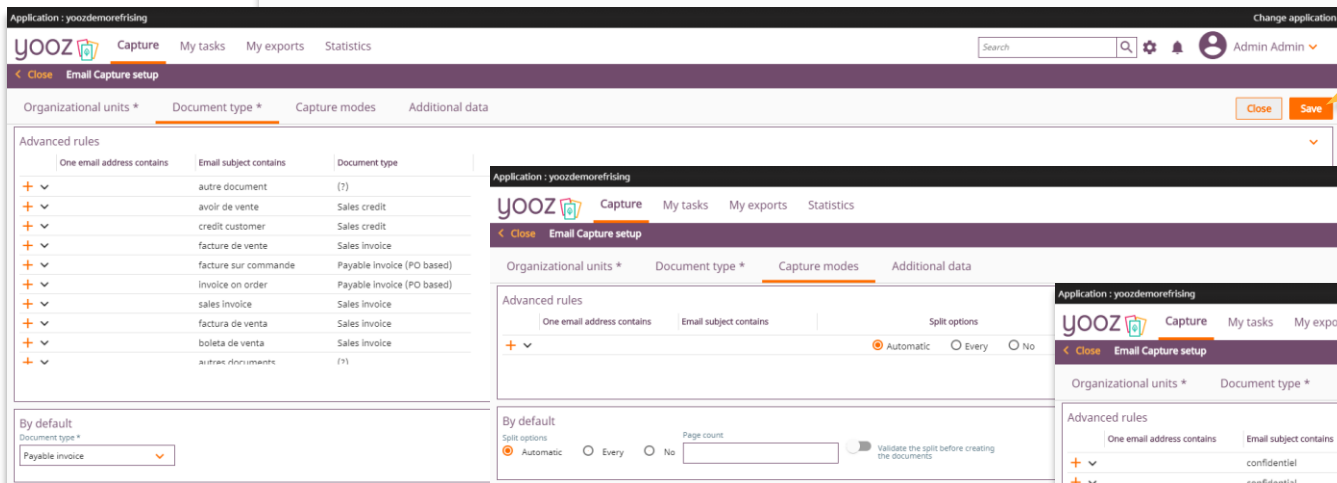 Application : yoozdemorefrising Change application
yooz Capture My tasks My exports Statistics Search Admin Admin
< Close Email Capture setup
Organizational units * Document type * Capture modes Additional data Close Save
Advanced rules
One email address contains Email subject contains Document type
autre document (?)
avoir de vente Sales credit
credit customer Sales credit
facture de vente Sales invoice
facture sur commande Payable invoice (PO based)
invoice on order Payable invoice (PO based)
sales invoice Sales invoice
factura de venta Sales invoice
boleta de venta Sales invoice
autres documents (?)
By default
Document type *
Payable invoice
Application : yoozdemorefrising
yooz Capture My tasks My exports Statistics
< Close Email Capture setup
Organizational units * Document type * Capture modes Additional data
Advanced rules
One email address contains Email subject contains Split options
Automatic Every No
By default
Split options Page count
Automatic Every No Validate the split before creating
the documents
Application : yoozdemorefrising
yooz Capture My tasks My expo
< Close Email Capture setup
Organizational units * Document type *
Advanced rules
One email address contains Email subject contains
confidentiel
confidential